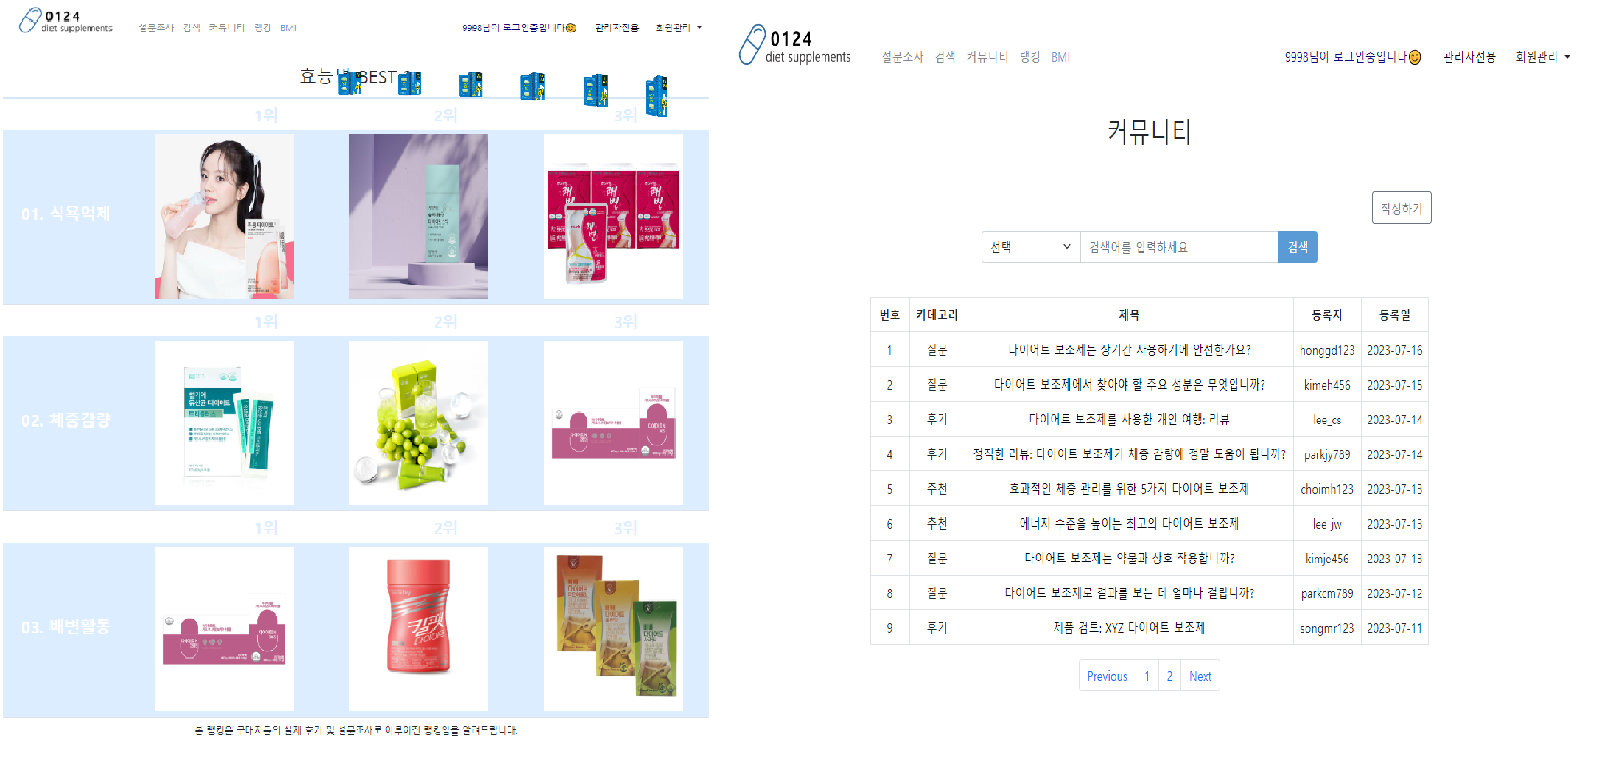 0124
diet supplements
설문조사 검색 커뮤니티 랭킹 BMI
9998님이 로그인중입니다 관리자전용 회원관리
효능별 BEST
1위 2위 3위
01. 식욕억제
1위 2위 3위
02. 체중감량
1위 2위 3위
03. 배변활동
본 랭킹은 구매자들의 실제 후기 및 설문조사로 이루어진 랭킹임을 알려드립니다.
0124
diet supplements
설문조사 검색 커뮤니티 랭킹 BMI
9998님이 로그인중입니다 관리자전용 회원관리
커뮤니티
작성하기
선택 검색어를 입력하세요 검색
번호 카테고리 제목 등록자 등록일
1 질문 다이어트 보조제는 장기간 사용하기에 안전한가요? honggd123 2023-07-16
2 질문 다이어트 보조제에서 찾아야 할 주요 성분은 무엇입니까? kimeh456 2023-07-15
3 후기 다이어트 보조제를 사용한 개인 여행: 리뷰 lee_cs 2023-07-14
4 후기 정직한 리뷰: 다이어트 보조제가 체중 감량에 정말 도움이 됩니까? parkjy789 2023-07-14
5 추천 효과적인 체중 관리를 위한 5가지 다이어트 보조제 choimh123 2023-07-13
6 추천 에너지 수준을 높이는 최고의 다이어트 보조제 lee_jw 2023-07-13
7 질문 다이어트 보조제는 약물과 상호 작용합니까? kimje456 2023-07-13
8 질문 다이어트 보조제로 결과를 보는 데 얼마나 걸립니까? parkcm789 2023-07-12
9 후기 제품 검토: XYZ 다이어트 보조제 songmr123 2023-07-11
Previous 1 2 Next